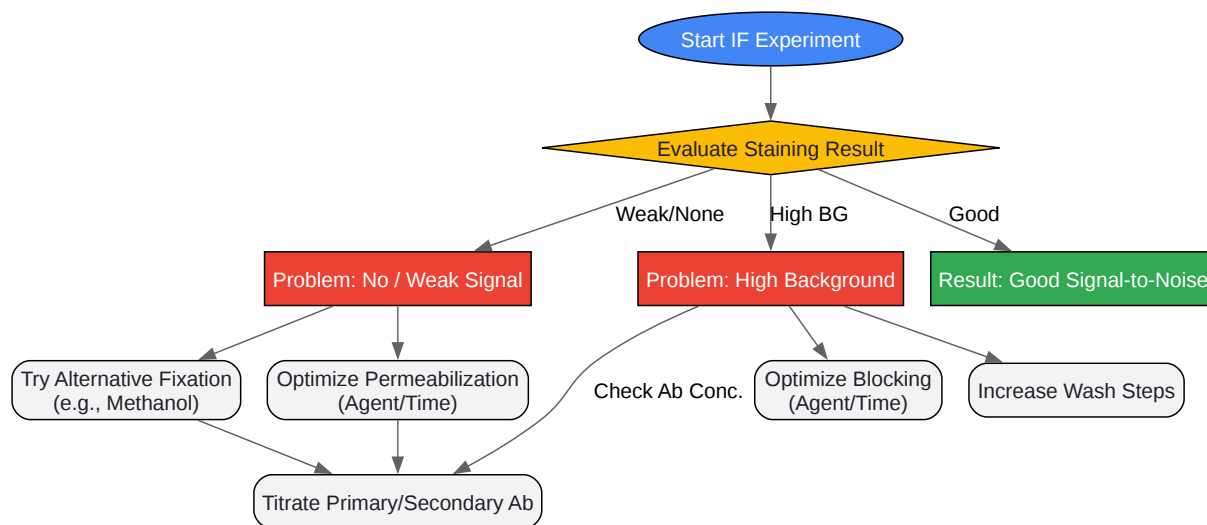 Start IF Experiment
Evaluate Staining Result
Weak/None
High BG
Good
Problem: No / Weak Signal
Problem: High Background
Result: Good Signal-to-Noise
Try Alternative Fixation
(e.g., Methanol)
Optimize Permeabilization
(Agent/Time)
Check Ab Conc.
Optimize Blocking
(Agent/Time)
Increase Wash Steps
Titrate Primary/Secondary Ab